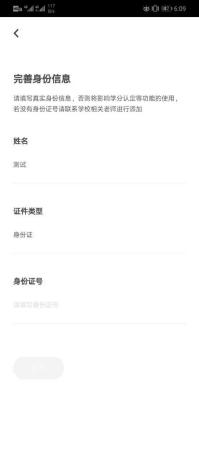 6:09
完善身份信息
请填写真实身份信息，否则将影响学分认定等功能的使用，
若没有身份证号请联系学校相关老师进行添加
姓名
测试
证件类型
身份证
身份证号
请填写身份证号